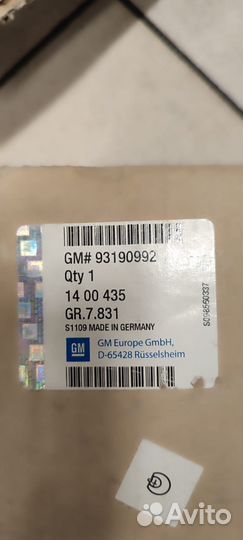 GM# 93190992
Qty 1
14 00 435
GR.7.831
S1109 MADE IN GERMANY
GM
GM Europe GmbH,
D-65428 Rüsselsheim
S098560337
Avito